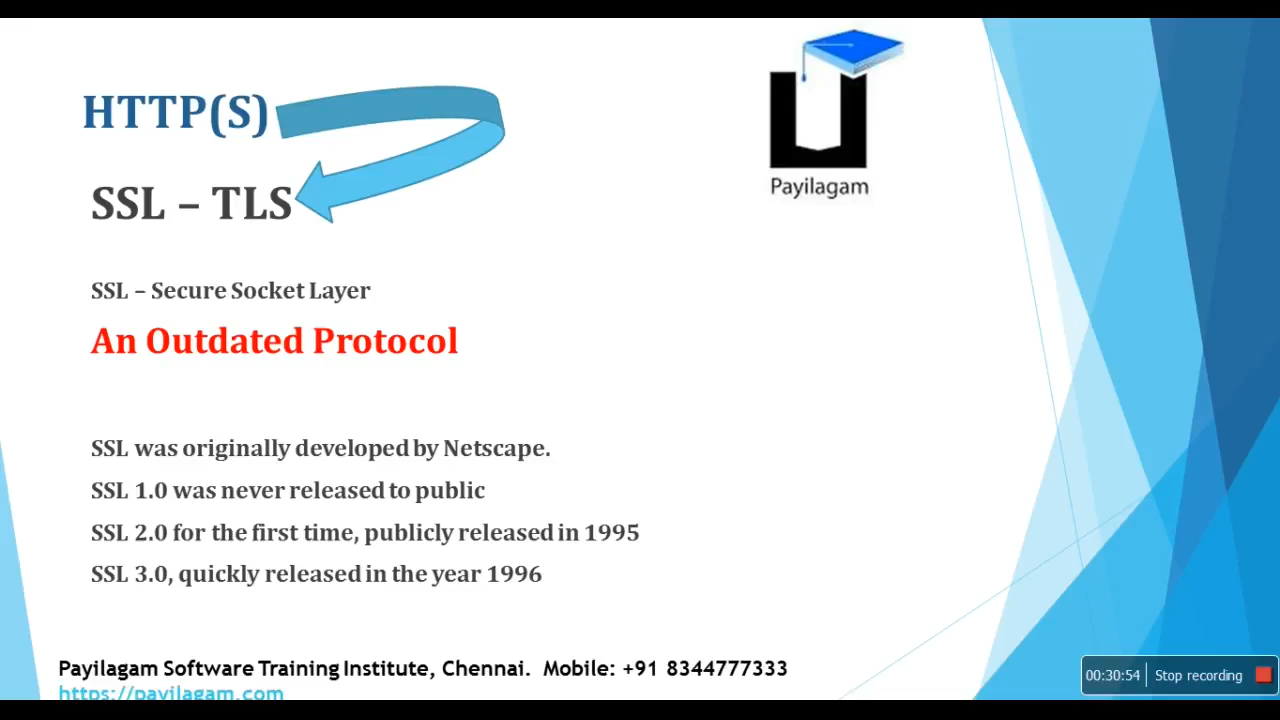 HTTP(S)
SSL – TLS
Payilagam
SSL – Secure Socket Layer
An Outdated Protocol
SSL was originally developed by Netscape.
SSL 1.0 was never released to public
SSL 2.0 for the first time, publicly released in 1995
SSL 3.0, quickly released in the year 1996
Payilagam Software Training Institute, Chennai. Mobile: +91 8344777333
https://payilagam.com
00:30:54 Stop recording